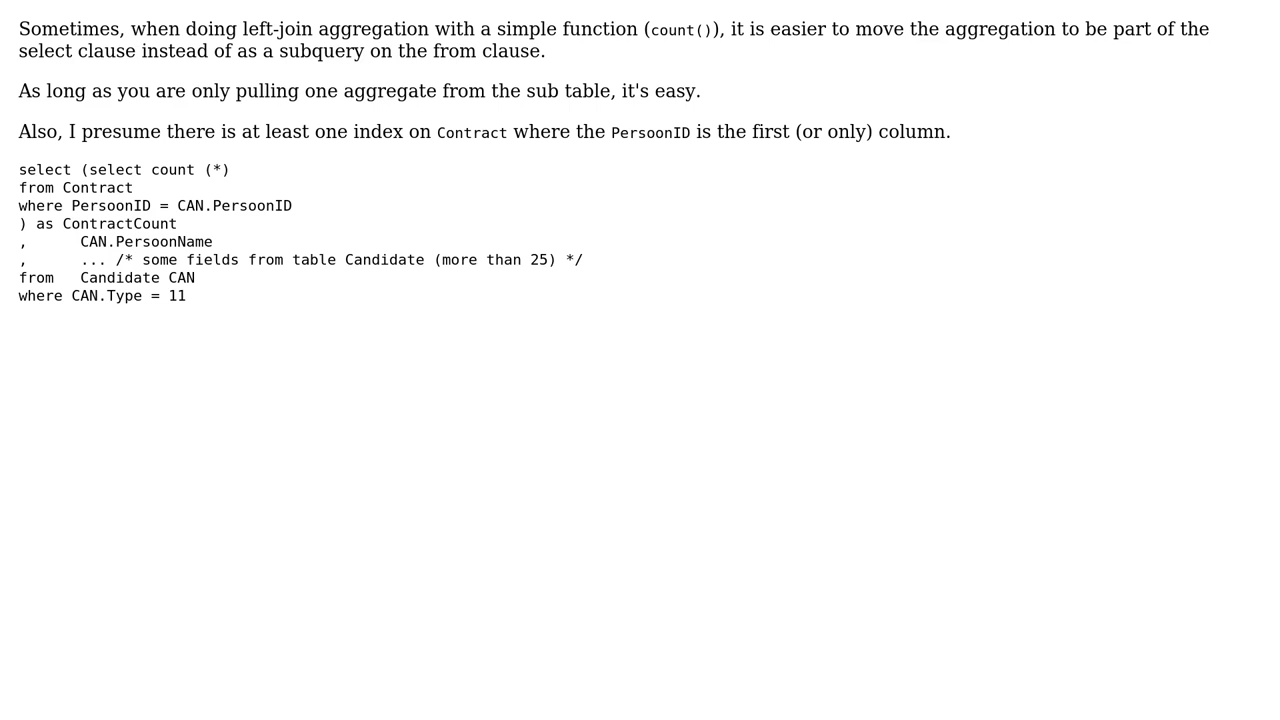 Sometimes, when doing left-join aggregation with a simple function (count()), it is easier to move the aggregation to be part of the
select clause instead of as a subquery on the from clause.
As long as you are only pulling one aggregate from the sub table, it's easy.
Also, I presume there is at least one index on Contract where the PersoonID is the first (or only) column.
select (select count (*)
from Contract
where PersoonID = CAN.PersoonID
) as ContractCount
,      CAN.PersoonName
,      ... /* some fields from table Candidate (more than 25) */
from   Candidate CAN
where CAN.Type = 11